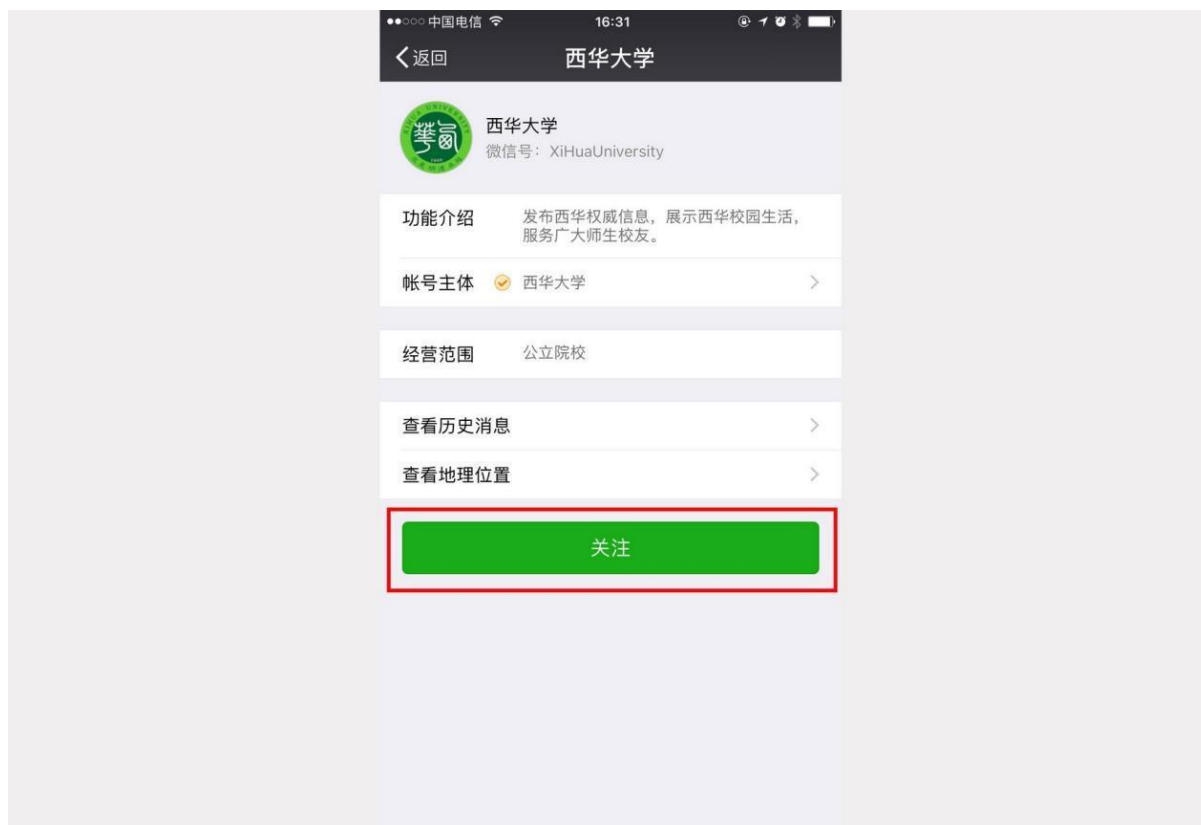 中国电信 16:31
返回 西华大学
西华大学
微信号：XiHuaUniversity
功能介绍 发布西华权威信息，展示西华校园生活，
服务广大师生校友。
帐号主体 西华大学
经营范围 公立院校
查看历史消息
查看地理位置
关注